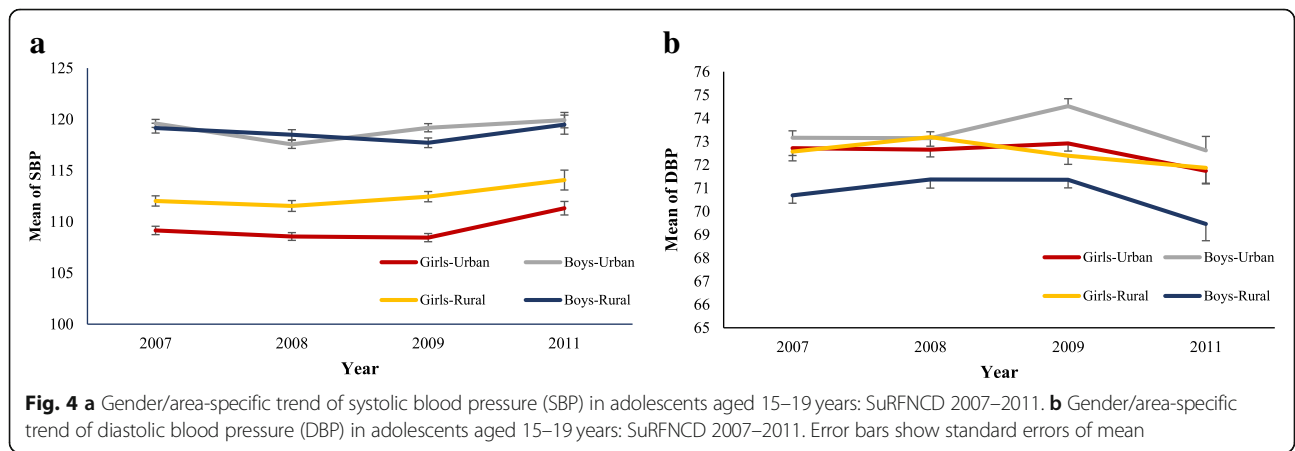 a
125
120
115
110
105
100
Mean of SBP
2007 2008 2009 2011
Year
Girls-Urban Boys-Urban
Girls-Rural Boys-Rural
b
76
75
74
73
72
71
70
69
68
67
66
65
Mean of DBP
2007 2008 2009 2011
Year
Girls-Urban Boys-Urban
Girls-Rural Boys-Rural
Fig. 4 a Gender/area-specific trend of systolic blood pressure (SBP) in adolescents aged 15–19 years: SuRFNCD 2007–2011. b Gender/area-specific
trend of diastolic blood pressure (DBP) in adolescents aged 15–19 years: SuRFNCD 2007–2011. Error bars show standard errors of mean